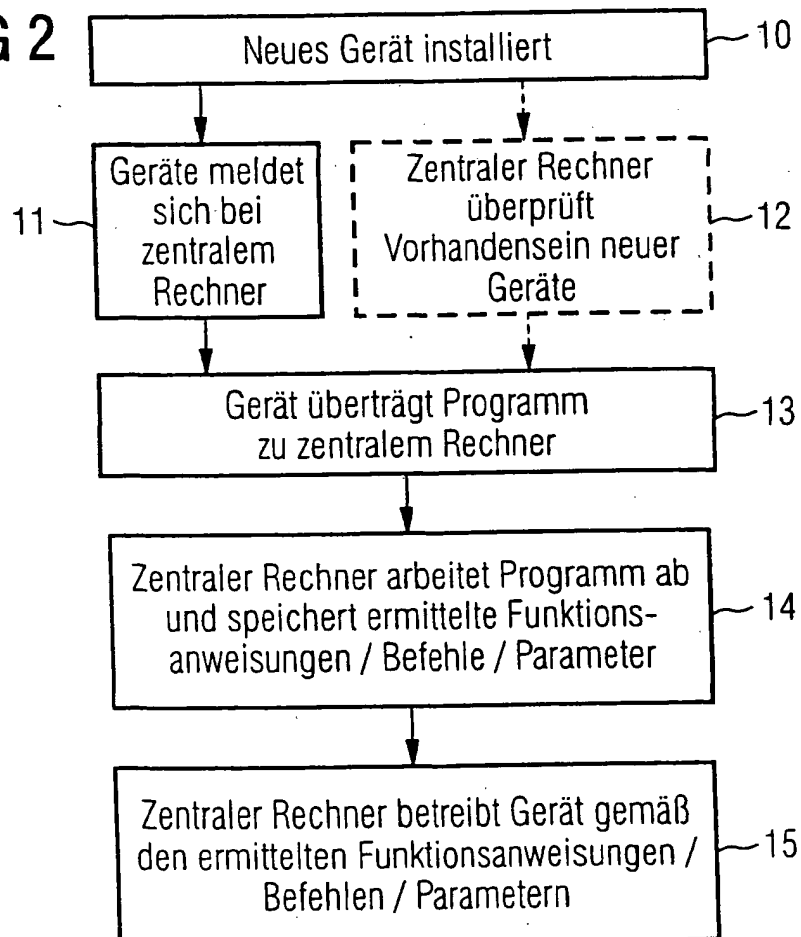 G 2
Neues Gerät installiert
10
Geräte meldet
sich bei
zentralem
Rechner
11
Zentraler Rechner
überprüft
Vorhandensein neuer
Geräte
12
Gerät überträgt Programm
zu zentralem Rechner
13
Zentraler Rechner arbeitet Programm ab
und speichert ermittelte Funktions-
anweisungen / Befehle / Parameter
14
Zentraler Rechner betreibt Gerät gemäß
den ermittelten Funktionsanweisungen /
Befehlen / Parametern
15